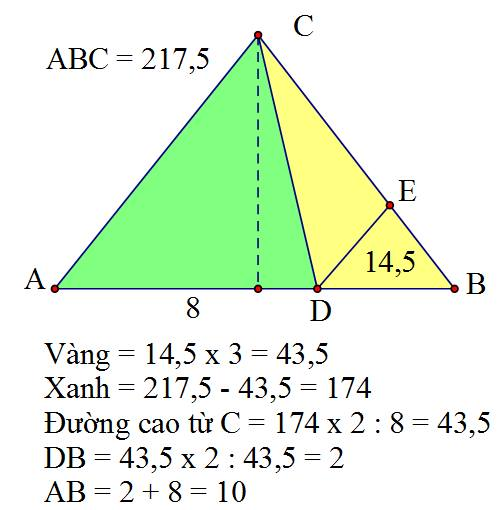 C
ABC = 217,5
E
14,5
A
B
8
D
Vàng = 14,5 x 3 = 43,5
Xanh = 217,5 - 43,5 = 174
Đường cao từ C = 174 x 2 : 8 = 43,5
DB = 43,5 x 2 : 43,5 = 2
AB = 2 + 8 = 10